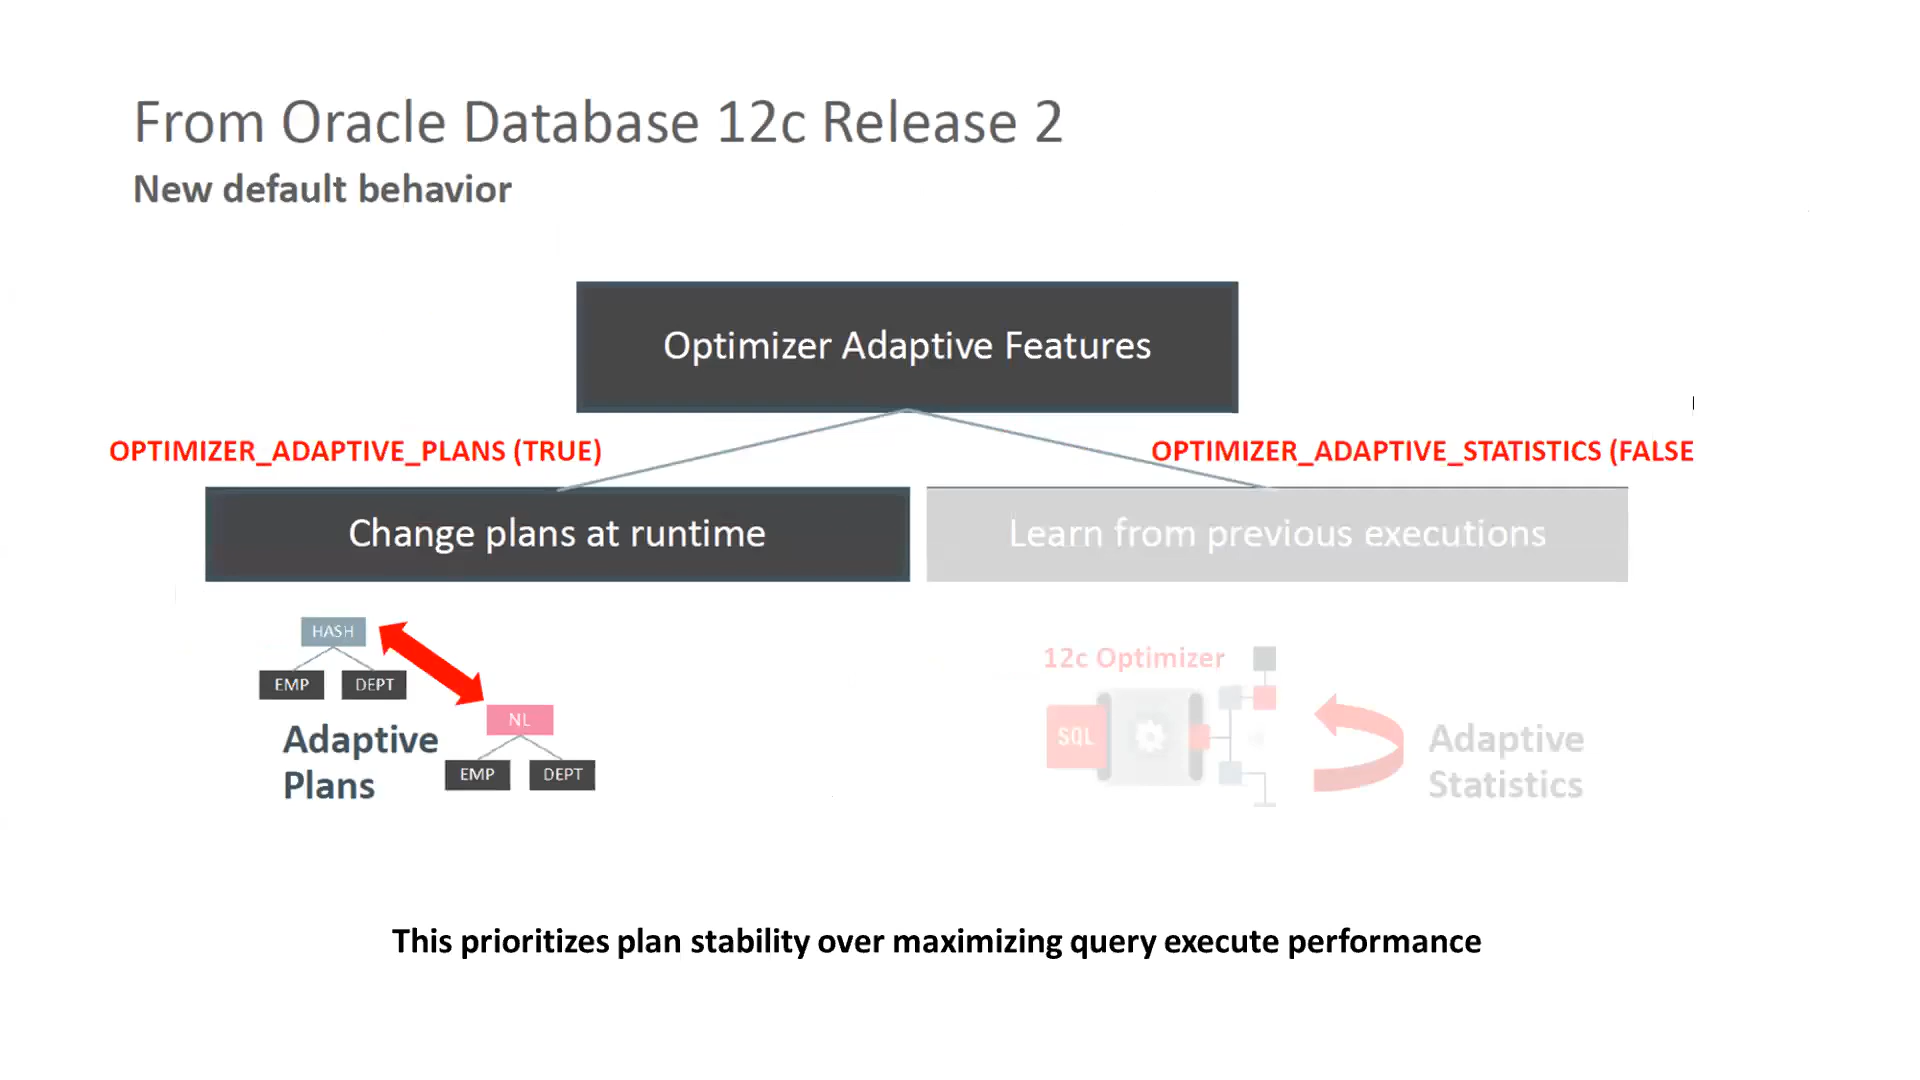 From Oracle Database 12c Release 2
New default behavior
Optimizer Adaptive Features
OPTIMIZER_ADAPTIVE_PLANS (TRUE)
OPTIMIZER_ADAPTIVE_STATISTICS (FALSE
Change plans at runtime
Learn from previous executions
HASH
EMP DEPT
Adaptive
Plans
NL
EMP DEPT
12c Optimizer
SQL
Adaptive
Statistics
This prioritizes plan stability over maximizing query execute performance